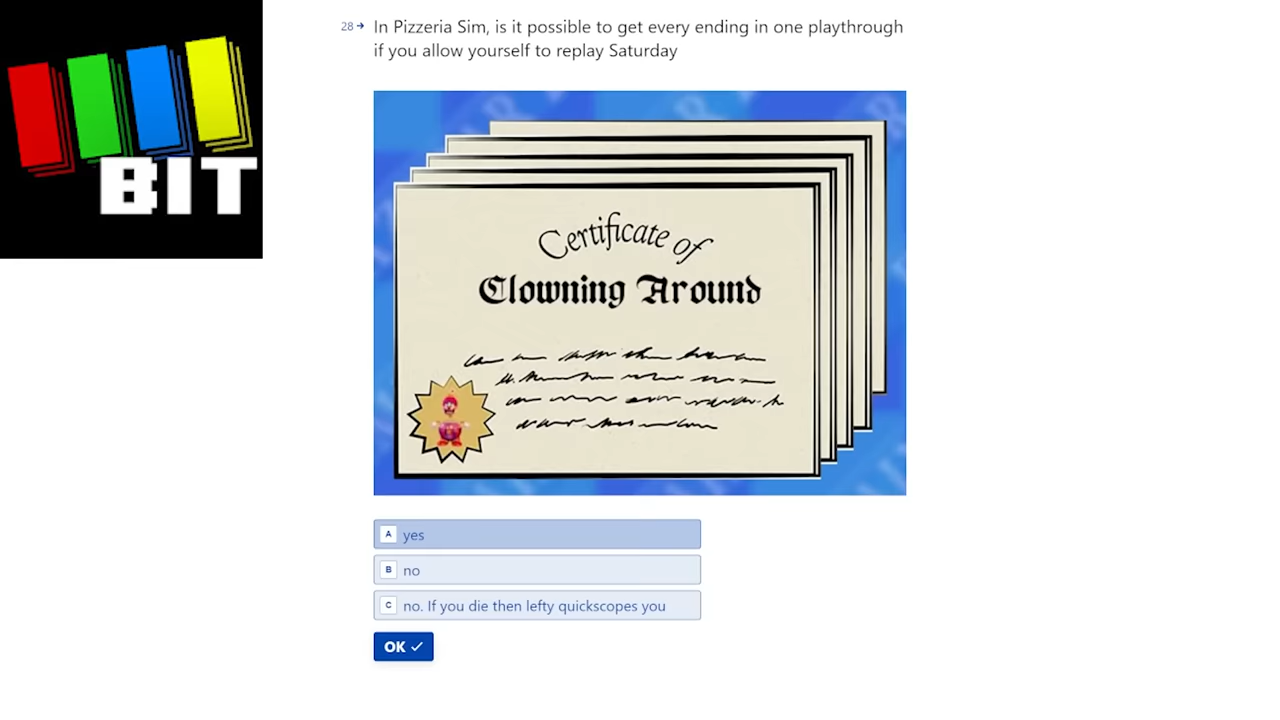 BIT
28 → In Pizzeria Sim, is it possible to get every ending in one playthrough
if you allow yourself to replay Saturday
Certificate of
Clowning Around
A yes
B no
C no. If you die then lefty quickscopes you
OK ✓